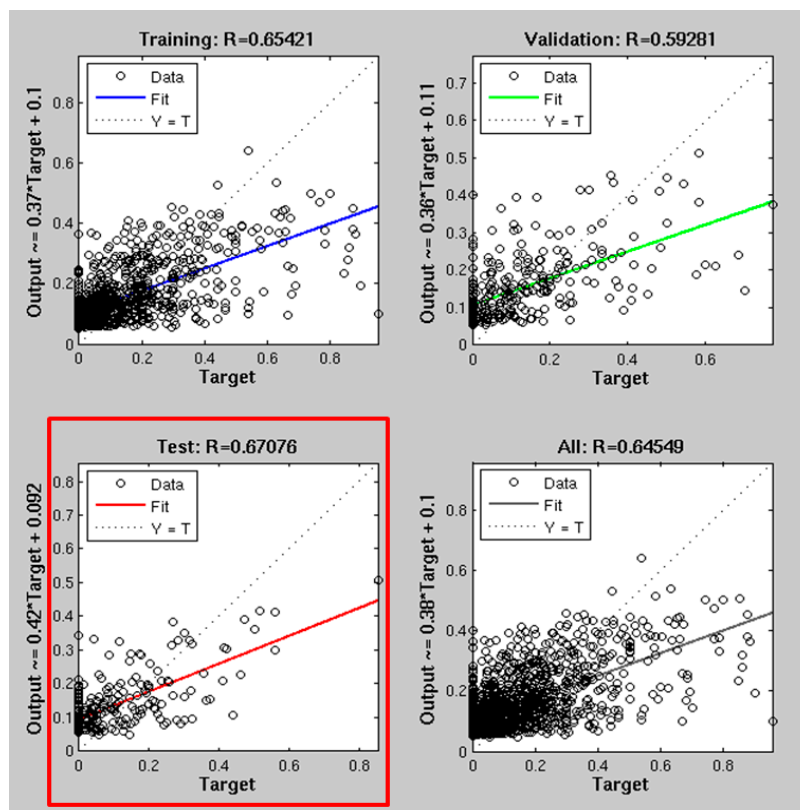 Training: R=0.65421
Data
Fit
Y = T
Output ~= 0.37*Target + 0.1
0.8
0.6
0.4
0.2
0
0
0.2
0.4
0.6
0.8
Target
Validation: R=0.59281
Data
Fit
Y = T
Output ~= 0.36*Target + 0.11
0.7
0.6
0.5
0.4
0.3
0.2
0.1
0
0
0.2
0.4
0.6
Target
Test: R=0.67076
Data
Fit
Y = T
Output ~= 0.42*Target + 0.092
0.8
0.7
0.6
0.5
0.4
0.3
0.2
0.1
0
0
0.2
0.4
0.6
0.8
Target
All: R=0.64549
Data
Fit
Y = T
Output ~= 0.38*Target + 0.1
0.8
0.6
0.4
0.2
0
0
0.2
0.4
0.6
0.8
Target